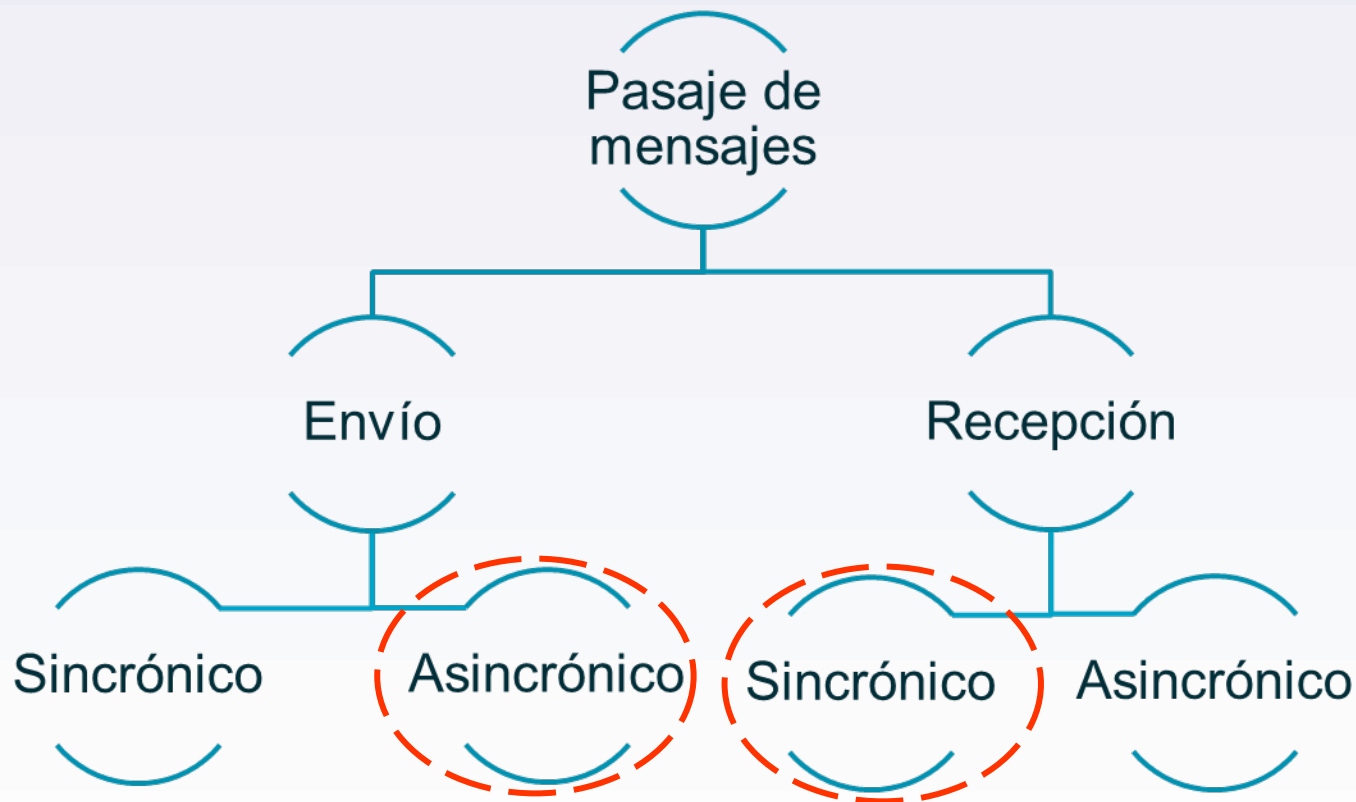 Pasaje de
mensajes
Envío
Recepción
Sincrónico
Asincrónico
Sincrónico
Asincrónico